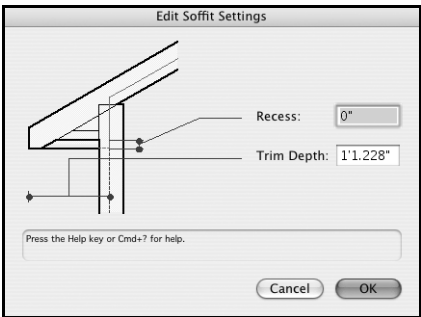 Edit Soffit Settings
Recess: 0"
Trim Depth: 1'1.228"
Press the Help key or Cmd+? for help.
Cancel OK